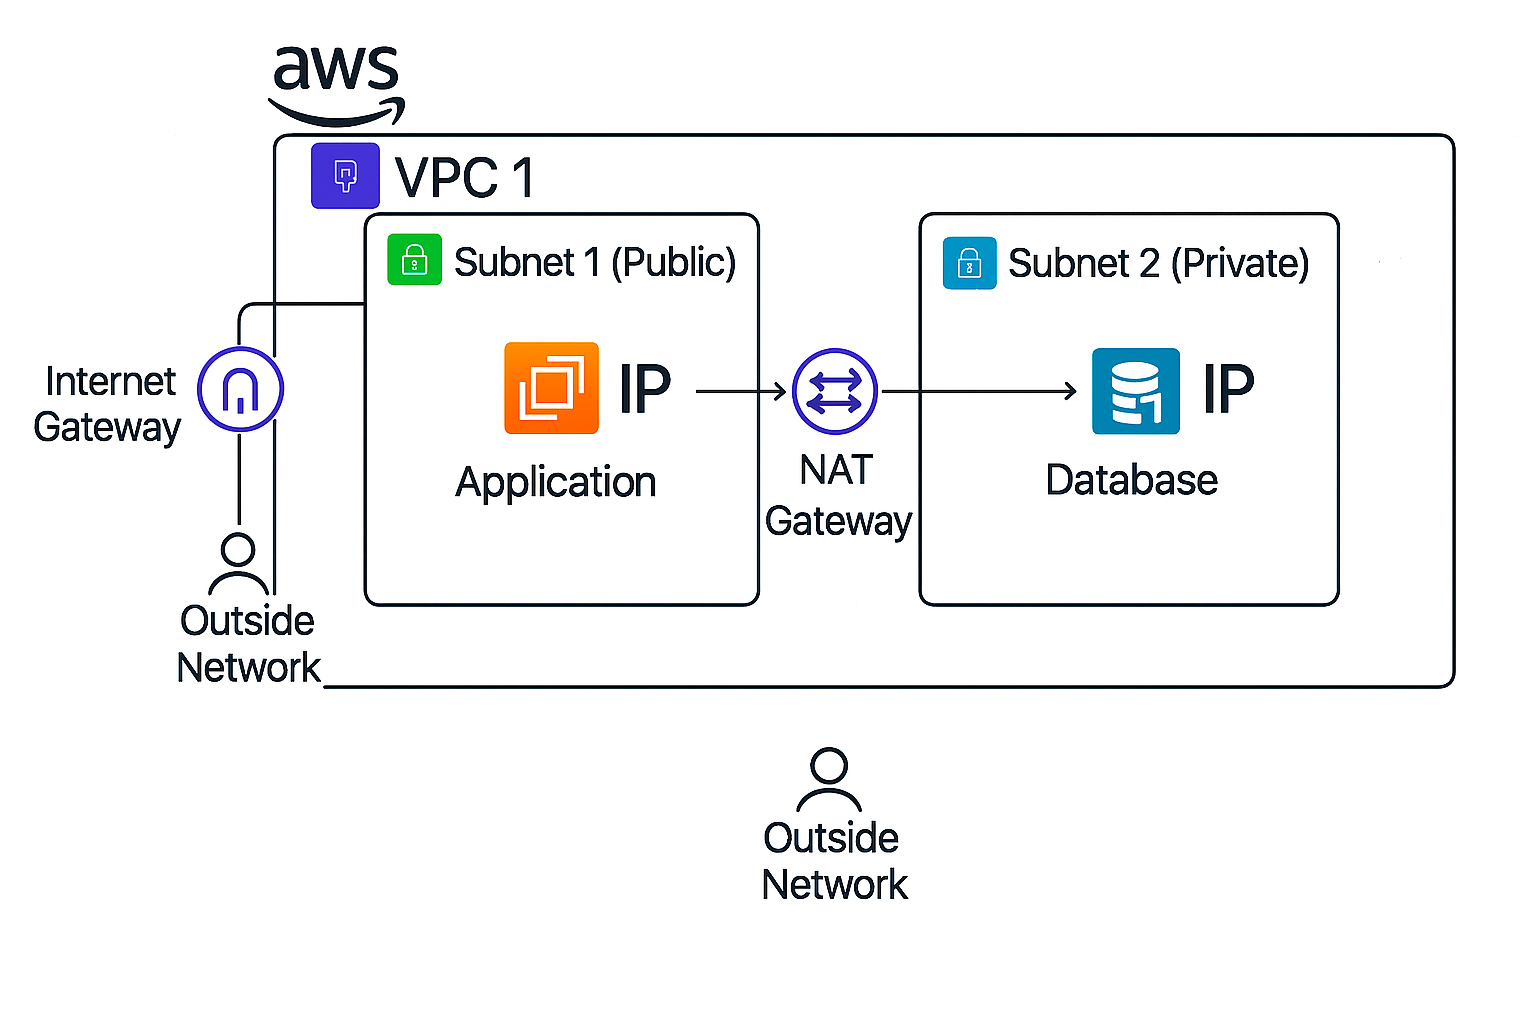 aws
VPC 1
Subnet 1 (Public)
Subnet 2 (Private)
Internet
Gateway
IP
Application
NAT
Gateway
IP
Database
Outside
Network
Outside
Network